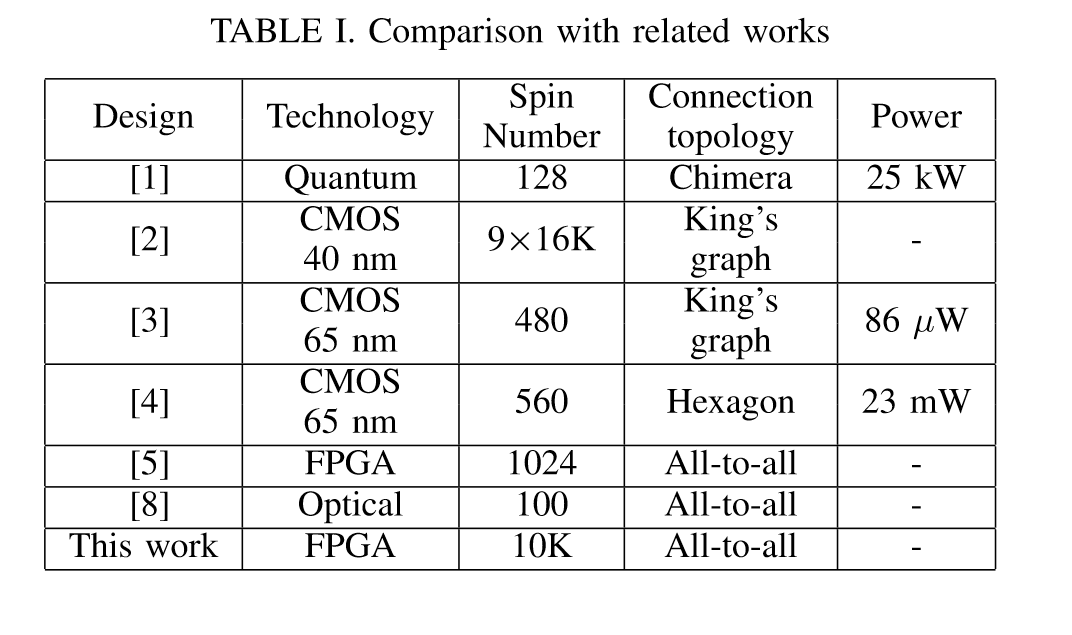 TABLE I. Comparison with related works
Design Technology Spin Number Connection topology Power
[1] Quantum 128 Chimera 25 kW
[2] CMOS 40 nm 9×16K King's graph -
[3] CMOS 65 nm 480 King's graph 86 μW
[4] CMOS 65 nm 560 Hexagon 23 mW
[5] FPGA 1024 All-to-all -
[8] Optical 100 All-to-all -
This work FPGA 10K All-to-all -